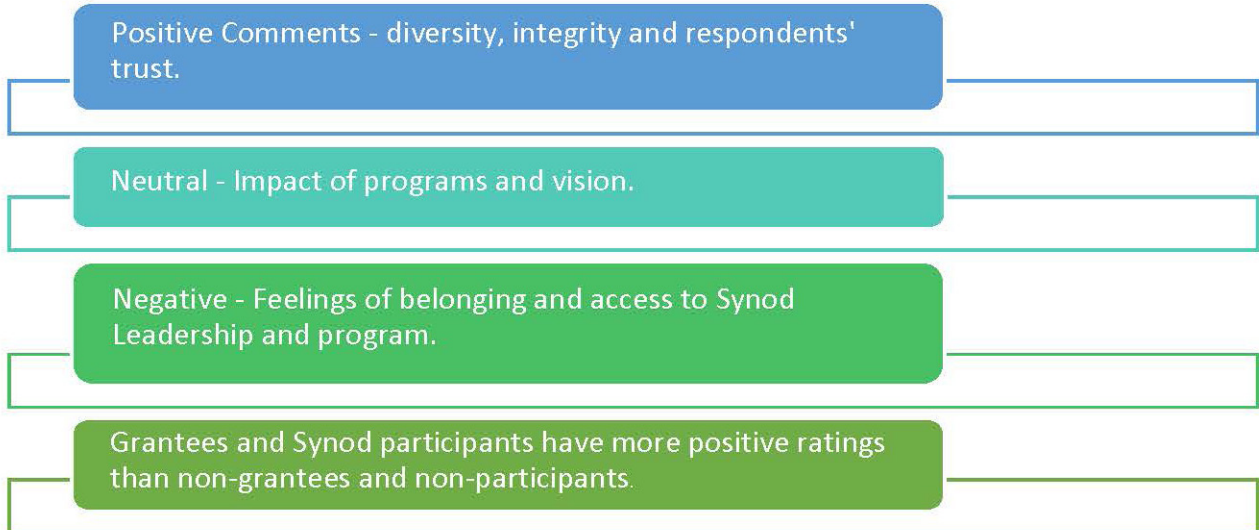 Positive Comments - diversity, integrity and respondents'
trust.
Neutral - Impact of programs and vision.
Negative - Feelings of belonging and access to Synod
Leadership and program.
Grantees and Synod participants have more positive ratings
than non-grantees and non-participants.